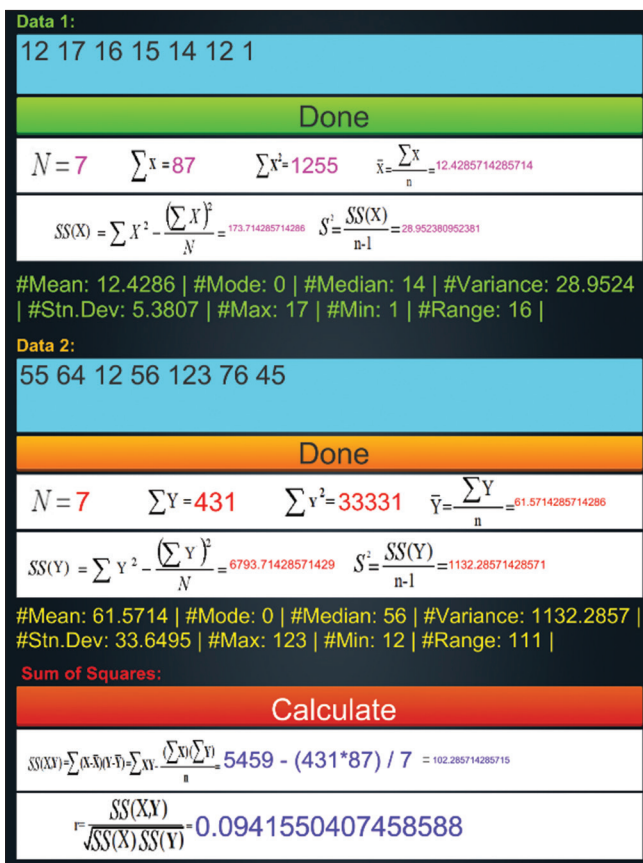 Data 1:
12 17 16 15 14 12 1
Done
N = 7 ∑X = 87 ∑X² = 1255 X̄ = ∑X / n = 12.4285714285714
SS(X) = ∑X² - (∑X)² / N = 173.714285714286 S² = SS(X) / n-1 = 28.952380952381
#Mean: 12.4286 | #Mode: 0 | #Median: 14 | #Variance: 28.9524
| #Stn.Dev: 5.3807 | #Max: 17 | #Min: 1 | #Range: 16 |
Data 2:
55 64 12 56 123 76 45
Done
N = 7 ∑Y = 431 ∑Y² = 33331 Ȳ = ∑Y / n = 61.5714285714286
SS(Y) = ∑Y² - (∑Y)² / N = 6793.71428571429 S² = SS(Y) / n-1 = 1132.28571428571
#Mean: 61.5714 | #Mode: 0 | #Median: 56 | #Variance: 1132.2857 |
#Stn.Dev: 33.6495 | #Max: 123 | #Min: 12 | #Range: 111 |
Sum of Squares:
Calculate
SS(X,Y)=∑(X-X̄)(Y-Ȳ)=∑XY-(∑X)(∑Y) / n = 5459 - (431*87) / 7 = 102.285714285715
r= SS(X,Y) / √SS(X) SS(Y) = 0.0941550407458588